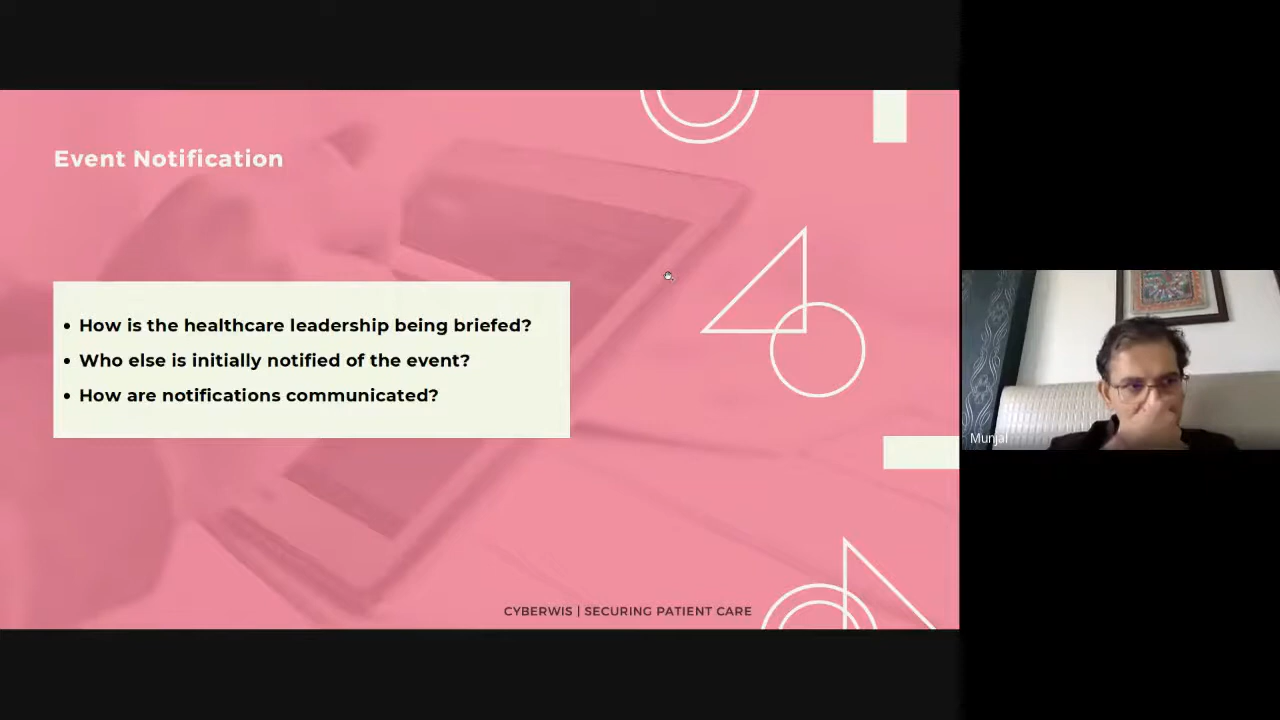 Event Notification
How is the healthcare leadership being briefed?
Who else is initially notified of the event?
How are notifications communicated?
Munjal
CYBERWIS | SECURING PATIENT CARE